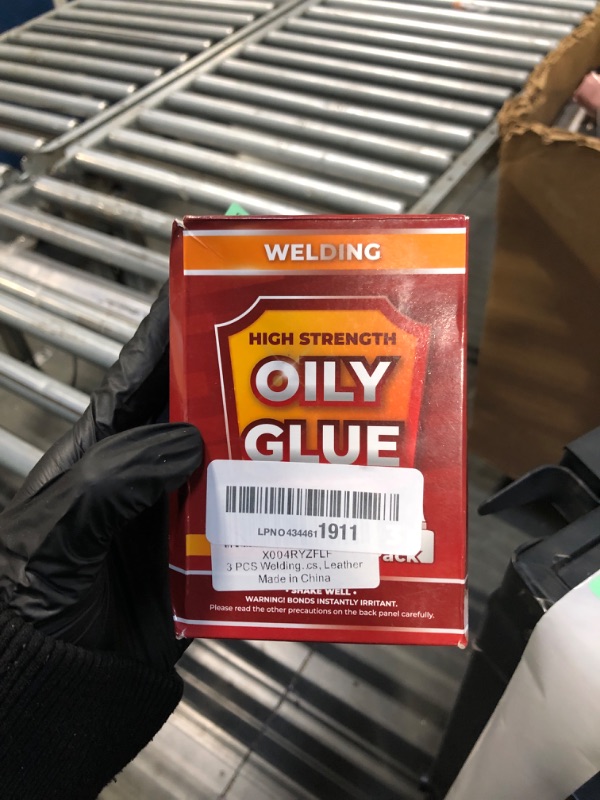 WELDING
HIGH STRENGTH
OILY
GLUE
LPNO4344611911
X004RYZFLF
3 PCS Welding..cs, Leather
Made in China
• SHAKE WELL •
WARNING! BONDS INSTANTLY IRRITANT.
Please read the other precautions on the back panel carefully.